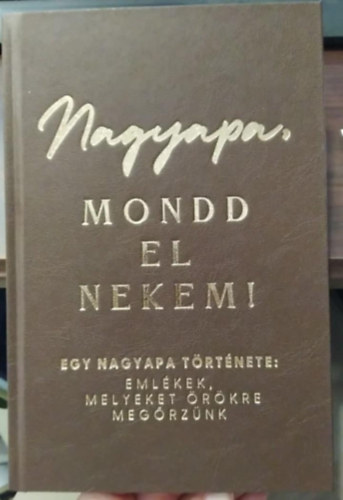 Nagyapa,
MONDD
EL
NEKEM!
EGY NAGYAPA TÖRTÉNETE:
EMLÉKEK,
MELYEKET ÖRÖKRE
MEGŐRZÜNK